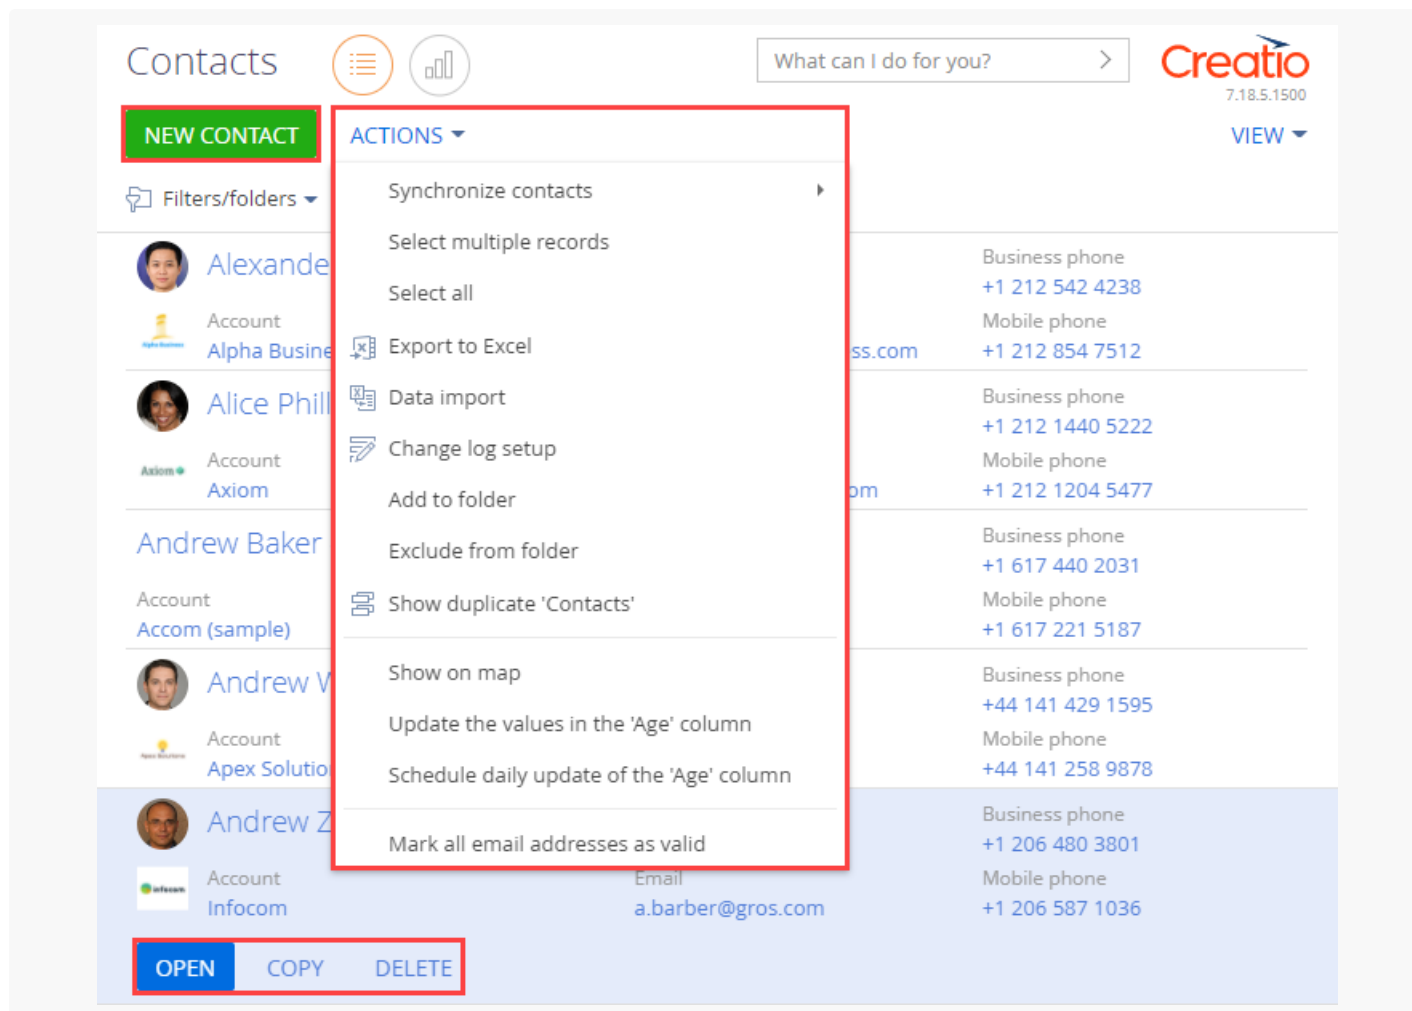 Contacts
What can I do for you?
Creatio
7.18.5.1500
NEW CONTACT
ACTIONS
VIEW
Filters/folders
Synchronize contacts
Select multiple records
Select all
Export to Excel
Data import
Change log setup
Add to folder
Exclude from folder
Show duplicate 'Contacts'
Show on map
Update the values in the 'Age' column
Schedule daily update of the 'Age' column
Mark all email addresses as valid
Alexande
Business phone
+1 212 542 4238
Account
Mobile phone
Alpha Business
Alpha Busine
ss.com
+1 212 854 7512
Alice Phill
Business phone
+1 212 1440 5222
Axiom
Account
Mobile phone
Axiom
om
+1 212 1204 5477
Andrew Baker
Business phone
+1 617 440 2031
Account
Mobile phone
Accom (sample)
+1 617 221 5187
Andrew W
Business phone
+44 141 429 1595
Account
Mobile phone
Apex Solutions
Apex Solutio
+44 141 258 9878
Andrew Z
Business phone
+1 206 480 3801
infocom
Account
Email
Mobile phone
Infocom
a.barber@gros.com
+1 206 587 1036
OPEN
COPY
DELETE